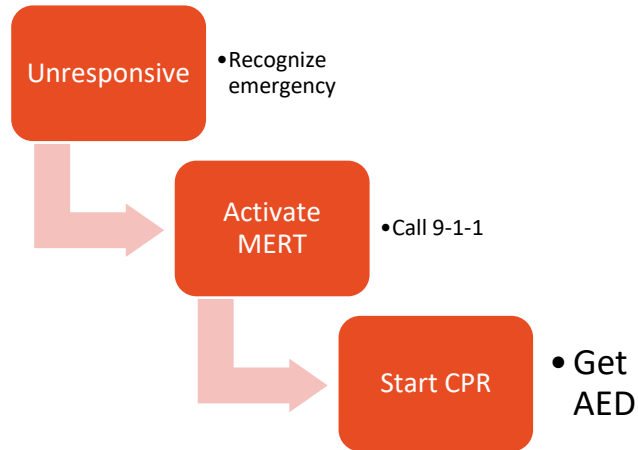 Unresponsive
•Recognize
emergency
Activate
MERT
•Call 9-1-1
Start CPR
• Get
AED